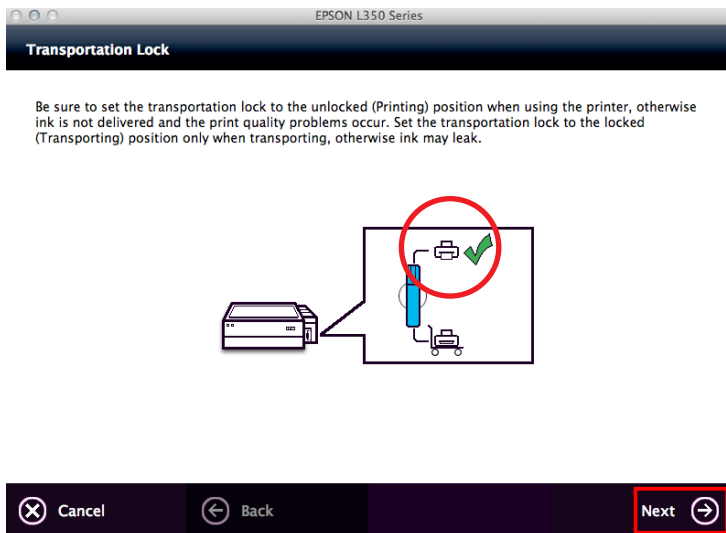 EPSON L350 Series
Transportation Lock
Be sure to set the transportation lock to the unlocked (Printing) position when using the printer, otherwise
ink is not delivered and the print quality problems occur. Set the transportation lock to the locked
(Transporting) position only when transporting, otherwise ink may leak.
Cancel
Back
Next